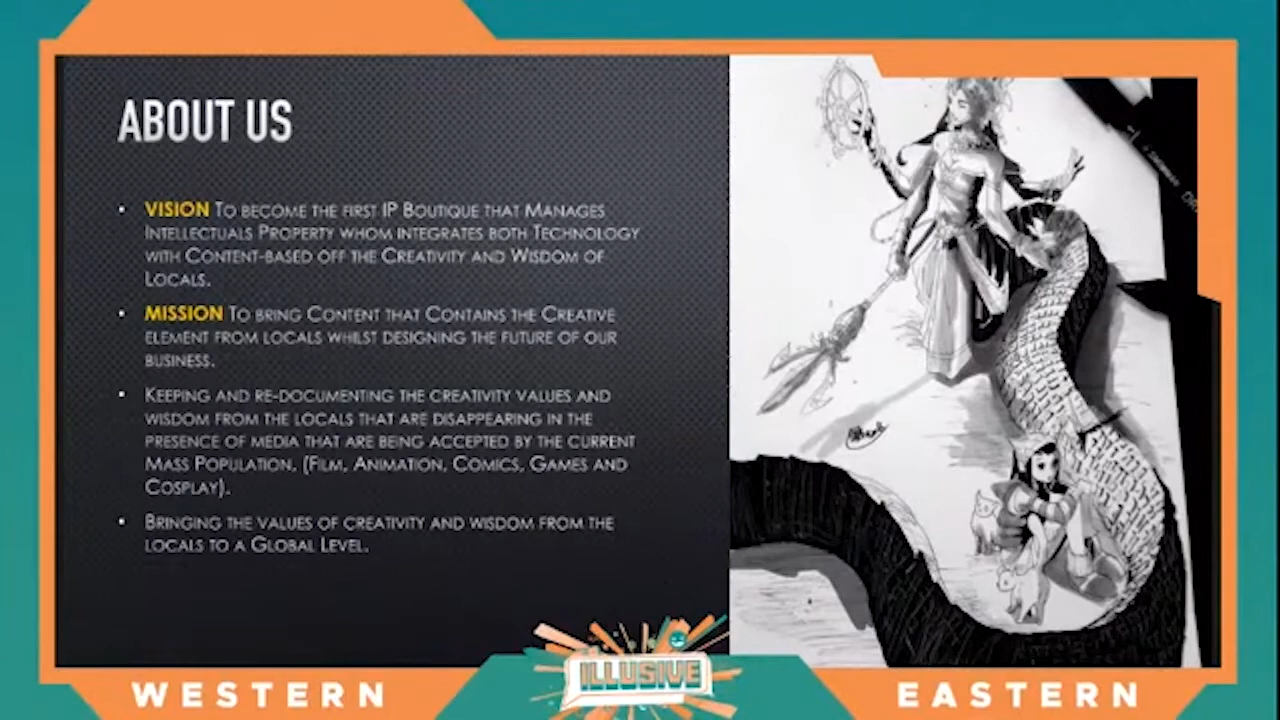 ABOUT US
• VISION TO BECOME THE FIRST IP BOUTIQUE THAT MANAGES
INTELLECTUALS PROPERTY WHOM INTEGRATES BOTH TECHNOLOGY
WITH CONTENT-BASED OFF THE CREATIVITY AND WISDOM OF
LOCALS.
• MISSION TO BRING CONTENT THAT CONTAINS THE CREATIVE
ELEMENT FROM LOCALS WHILST DESIGNING THE FUTURE OF OUR
BUSINESS.
• KEEPING AND RE-DOCUMENTING THE CREATIVITY VALUES AND
WISDOM FROM THE LOCALS THAT ARE DISAPPEARING IN THE
PRESENCE OF MEDIA THAT ARE BEING ACCEPTED BY THE CURRENT
MASS POPULATION. (FILM, ANIMATION, COMICS, GAMES AND
COSPLAY).
• BRINGING THE VALUES OF CREATIVITY AND WISDOM FROM THE
LOCALS TO A GLOBAL LEVEL.
WESTERN
ILLUSIVE
EASTERN